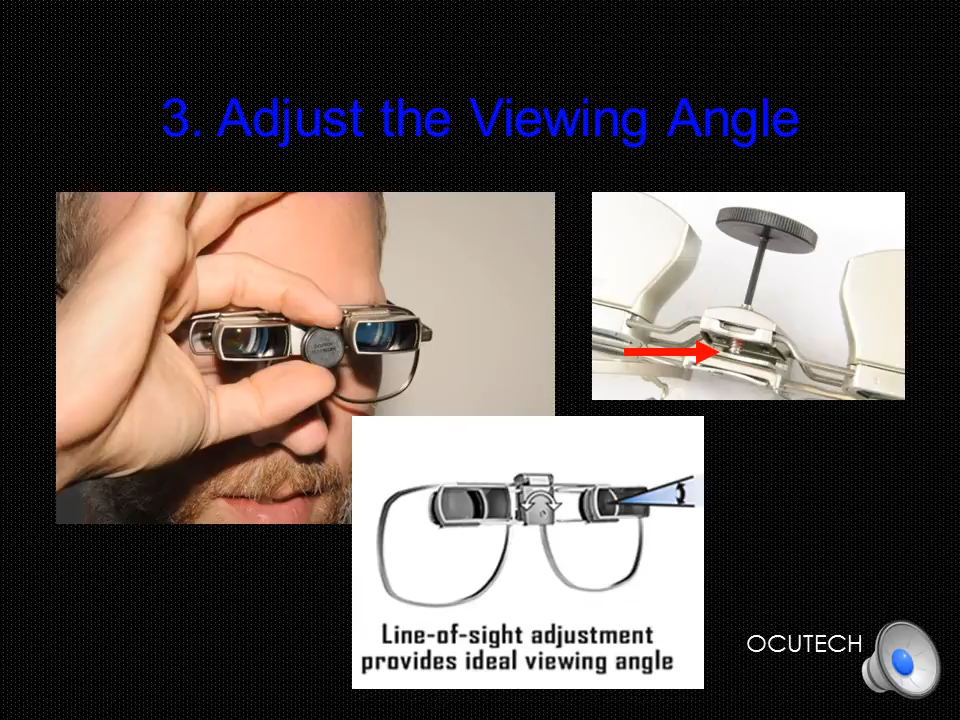 3. Adjust the Viewing Angle
Line-of-sight adjustment
provides ideal viewing angle
OCUTECH